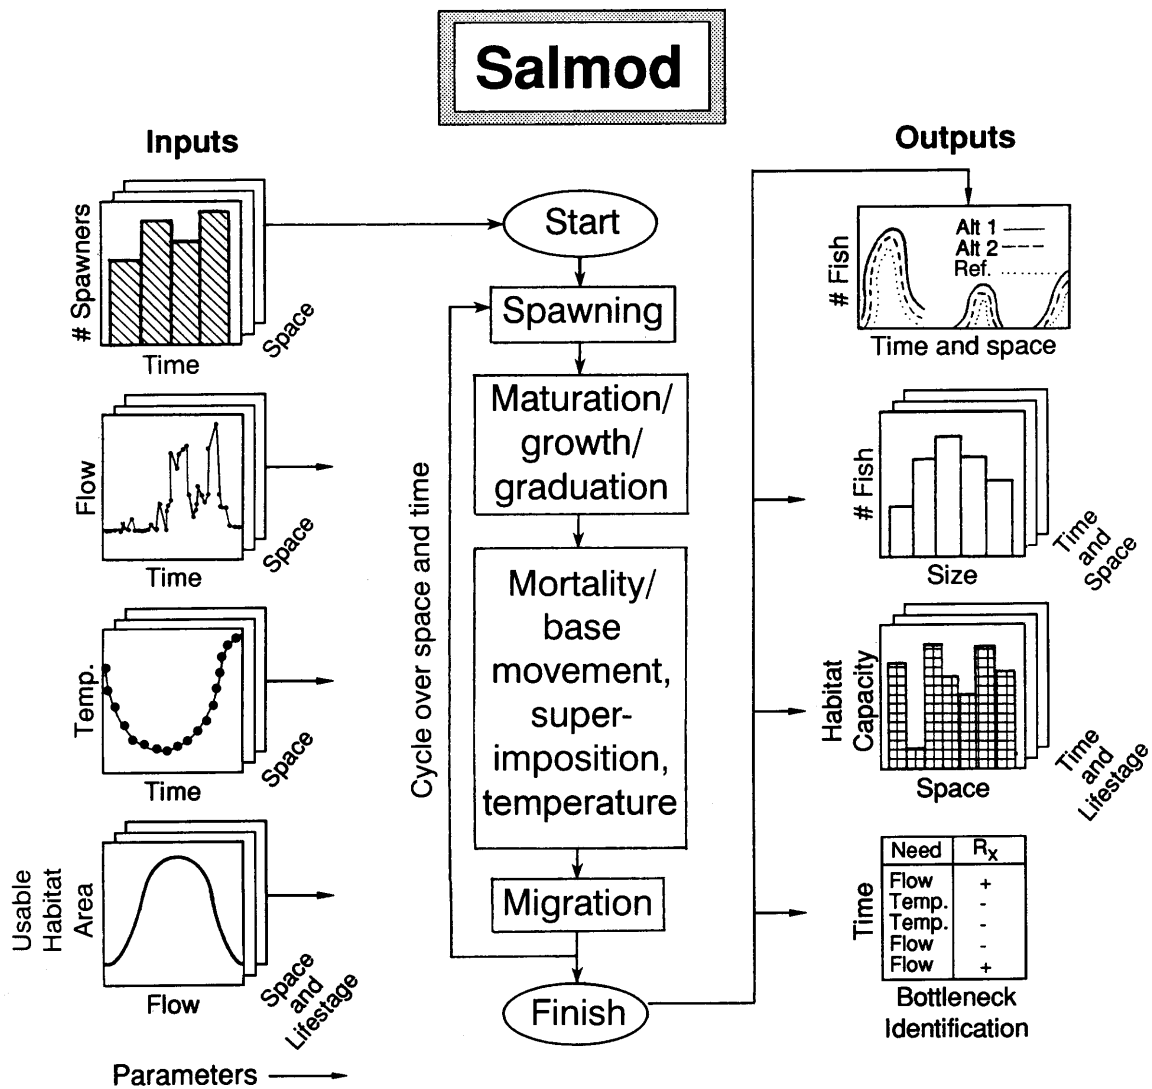 Salmod
Inputs
# Spawners
Time
Space
Flow
Time
Space
Temp.
Time
Space
Usable
Habitat
Area
Flow
Space
and
Lifestage
Parameters
Start
Spawning
Maturation/
growth/
graduation
Mortality/
base
movement,
super-
imposition,
temperature
Migration
Finish
Cycle over space and time
Outputs
# Fish
Alt 1
Alt 2
Ref.
Time and space
# Fish
Size
Time
and
Space
Habitat
Capacity
Space
Time
and
Lifestage
Time
Need Rx
Flow +
Temp. -
Temp. -
Flow -
Flow +
Bottleneck
Identification